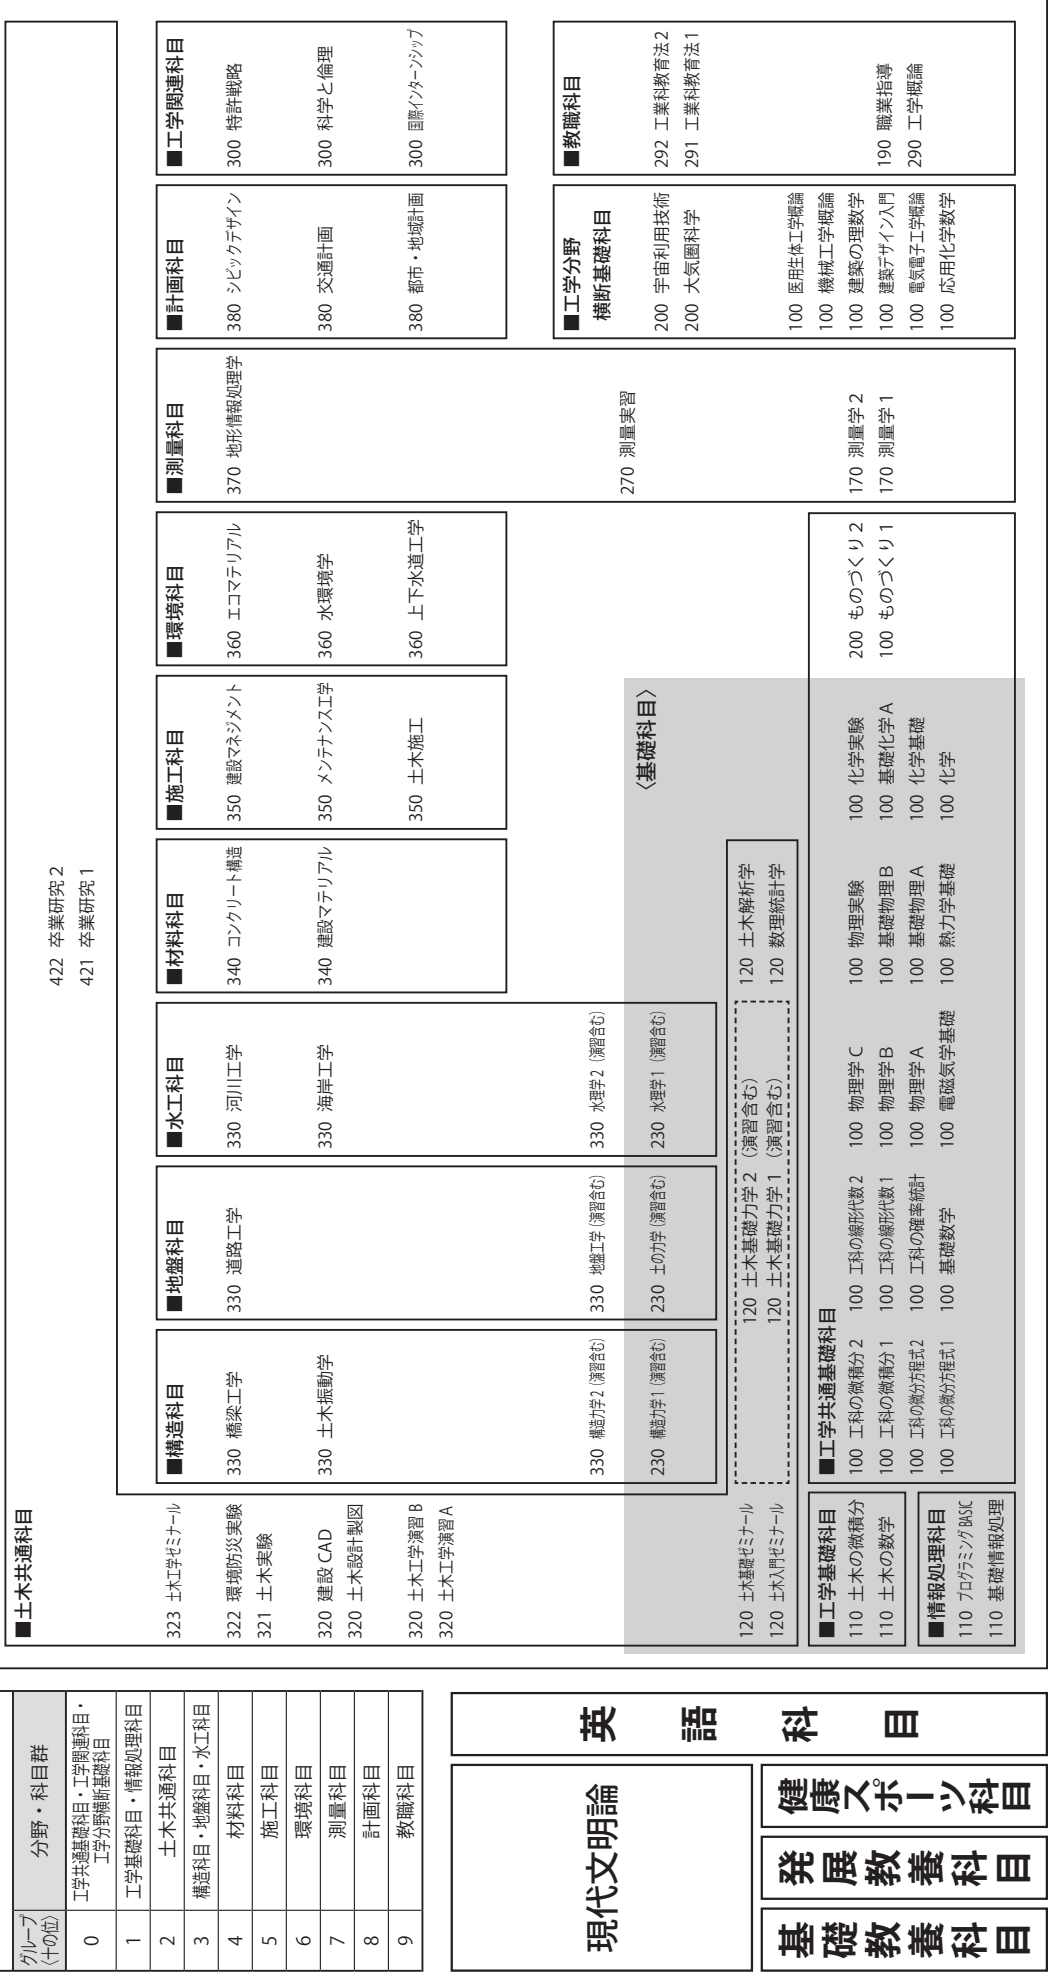 ■土木共通科目
422 卒業研究2
421 卒業研究1
323 土木工学ゼミナール
322 環境防災実験
321 土木実験
320 建設CAD
320 土木設計製図
320 土木工学演習B
320 土木工学演習A
120 土木基礎ゼミナール
120 土木入門ゼミナール
120 土木基礎力学2（演習含む）
120 土木基礎力学1（演習含む）
120 土木解析学
120 数理統計学
■構造科目
330 橋梁工学
330 土木振動学
330 構造力学2（演習含む）
230 構造力学1（演習含む）
■地盤科目
330 道路工学
330 地盤工学（演習含む）
230 土の力学（演習含む）
■水工科目
330 河川工学
330 海岸工学
330 水理学2（演習含む）
230 水理学1（演習含む）
■材料科目
340 コンクリート構造
340 建設マテリアル
■施工科目
350 建設マネジメント
350 メンテナンス工学
350 土木施工
■環境科目
360 エコマテリアル
360 水環境学
360 上下水道工学
■測量科目
370 地形情報処理学
270 測量実習
170 測量学2
170 測量学1
■計画科目
380 シビックデザイン
380 交通計画
380 都市・地域計画
■工学関連科目
300 特許戦略
300 科学と倫理
300 国際インターンシップ
■工学分野
横断基礎科目
200 宇宙利用技術
200 大気圏科学
100 医用生体工学概論
100 機械工学概論
100 建築の理数学
100 建築デザイン入門
100 電気電子工学概論
100 応用化学数学
■教職科目
292 工業科教育法2
291 工業科教育法1
190 職業指導
290 工学概論
〈基礎科目〉
■工学基礎科目
110 土木の微積分
110 土木の数学
■情報処理科目
110 プログラミングBASIC
110 基礎情報処理
■工学共通基礎科目
100 工科の微積分2
100 工科の微積分1
100 工科の微分方程式2
100 工科の微分方程式1
100 工科の線形代数2
100 工科の線形代数1
100 工科の確率統計
100 基礎数学
100 物理学C
100 物理学B
100 物理学A
100 電磁気学基礎
100 物理実験
100 基礎物理B
100 基礎物理A
100 熱力学基礎
100 化学実験
100 基礎化学A
100 化学基礎
100 化学
200 ものづくり2
100 ものづくり1
グループ
〈十の位〉
分野・科目群
0 工学共通基礎科目・工学関連科目・
工学分野横断基礎科目
1 工学基礎科目・情報処理科目
2 土木共通科目
3 構造科目・地盤科目・水工科目
4 材料科目
5 施工科目
6 環境科目
7 測量科目
8 計画科目
9 教職科目
現代文明論
英語科目
基礎教養科目
発展教養科目
健康スポーツ科目